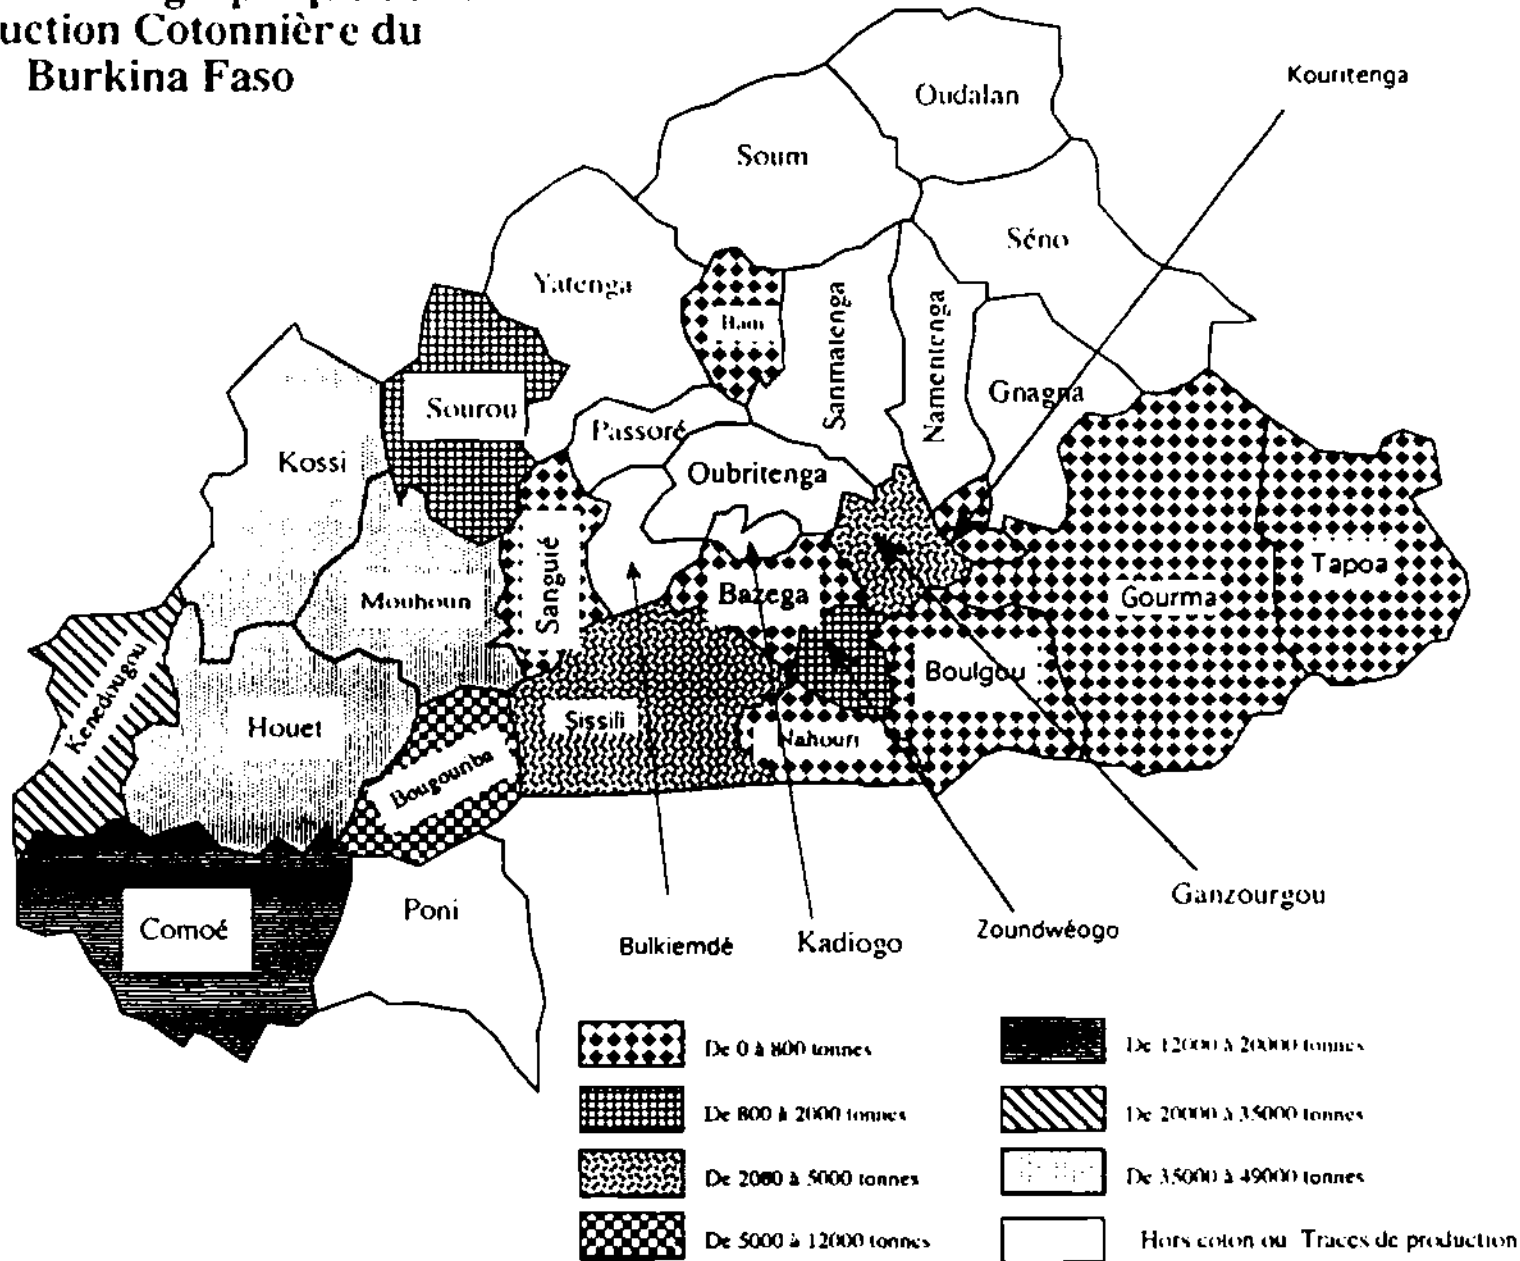 uction Cotonnière du
Burkina Faso
Kouritenga
Oudalan
Soum
Séno
Yatenga
Bam
Sanmatenga
Namentenga
Gnagna
Sourou
Passoré
Kossi
Oubritenga
Sanguié
Tapoa
Mouhoun
Bazega
Gourma
Kenedougou
Boulgou
Houet
Sissili
Nahouri
Bougounba
Poni
Ganzourgou
Comoé
Bulkiemdé
Kadiogo
Zoundwéogo
De 0 à 800 tonnes
De 12000 à 20000 tonnes
De 800 à 2000 tonnes
De 20000 à 35000 tonnes
De 2000 à 5000 tonnes
De 35000 à 49000 tonnes
De 5000 à 12000 tonnes
Hors coton ou Traces de production